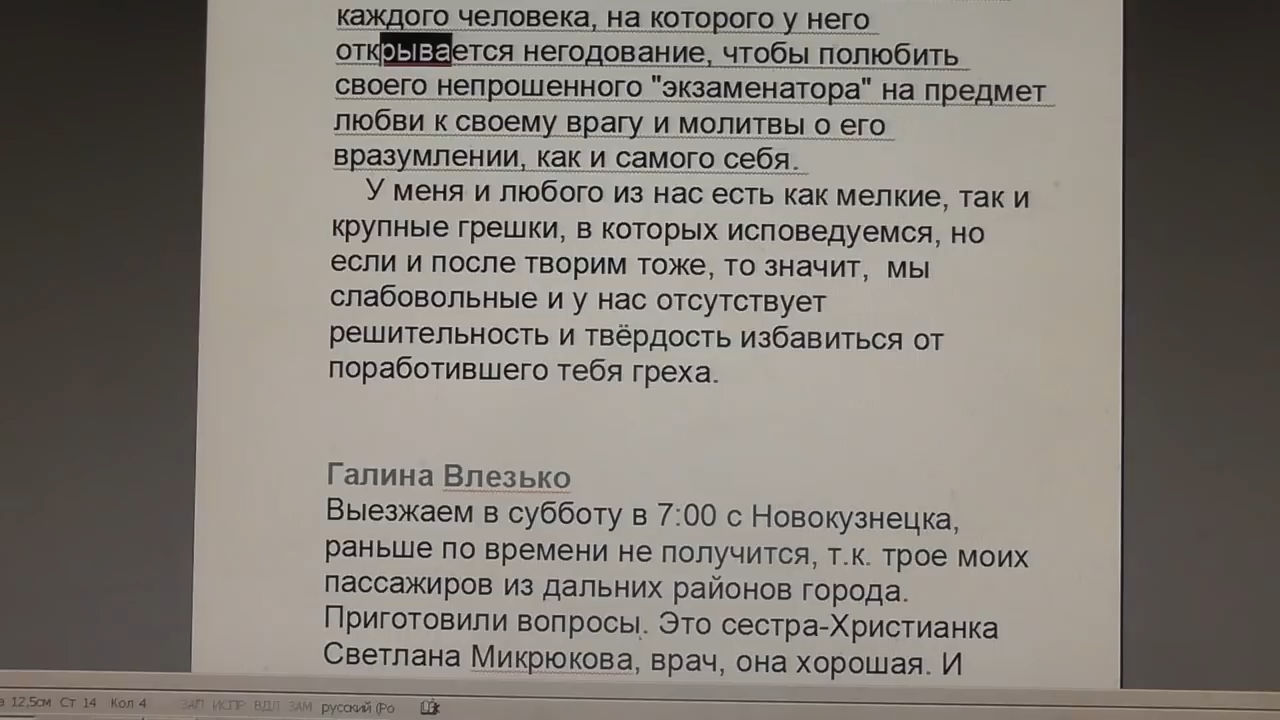 каждого человека, на которого у него
открывается негодование, чтобы полюбить
своего непрошенного "экзаменатора" на предмет
любви к своему врагу и молитвы о его
вразумлении, как и самого себя.
У меня и любого из нас есть как мелкие, так и
крупные грешки, в которых исповедуемся, но
если и после творим тоже, то значит, мы
слабовольные и у нас отсутствует
решительность и твёрдость избавиться от
поработившего тебя греха.
Галина Влезько
Выезжаем в субботу в 7:00 с Новокузнецка,
раньше по времени не получится, т.к. трое моих
пассажиров из дальних районов города.
Приготовили вопросы. Это сестра-Христианка
Светлана Микрюкова, врач, она хорошая. И
12,5см Ст 14 Кол 4 ЗАП ИСПР ВДЛ ЗАМ русский (Ро